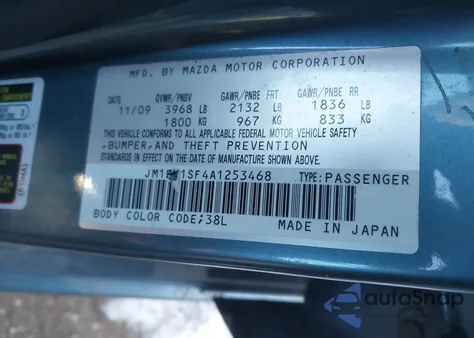 MFD. BY MAZDA MOTOR CORPORATION
DATE GVWR/PNBV GAWR/PNBE FRT GAWR/PNBE RR
11/09 3968 LB 2132 LB 1836 LB
1800 KG 967 KG 833 KG
THIS VEHICLE CONFORMS TO ALL APPLICABLE FEDERAL MOTOR VEHICLE SAFETY,
BUMPER, AND THEFT PREVENTION
STANDARDS IN EFFECT ON THE DATE OF MANUFACTURE SHOWN ABOVE.
TYPE:PASSENGER
BODY COLOR CODE;38L
MADE IN JAPAN
autoSnap